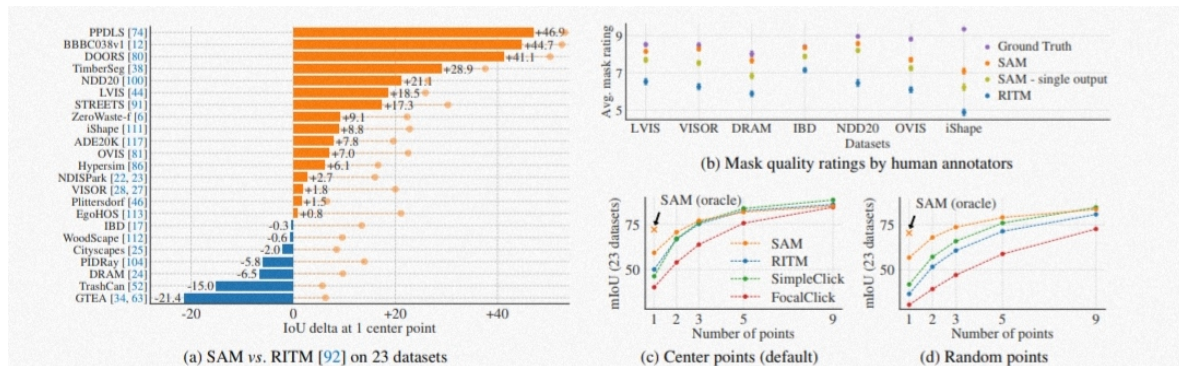 PPDLS [74]
BBBC038v1 [12]
DOORS [80]
TimberSeg [38]
NDD20 [100]
LVIS [44]
STREETS [91]
ZeroWaste-f [6]
iShape [111]
ADE20K [117]
OVIS [81]
Hypersim [86]
NDISPark [22, 23]
VISOR [28, 27]
Plittersdorf [46]
EgoHOS [113]
IBD [17]
WoodScape [112]
Cityscapes [25]
PIDRay [104]
DRAM [24]
TrashCan [52]
GTEA [34, 63]
+46.9
+44.7
+41.1
+28.9
+21.1
+18.5
+17.3
+9.1
+8.8
+7.8
+7.0
+6.1
+2.7
+1.8
+1.5
+0.8
-0.3
-0.6
-2.0
-5.8
-6.5
-15.0
-21.4
-20 0 +20 +40
IoU delta at 1 center point
(a) SAM vs. RITM [92] on 23 datasets
Avg. mask rating
9
7
5
LVIS VISOR DRAM IBD NDD20 OVIS iShape
Datasets
Ground Truth
SAM
SAM - single output
RITM
(b) Mask quality ratings by human annotators
mIoU (23 datasets)
75
50
SAM (oracle)
SAM
RITM
SimpleClick
FocalClick
1 2 3 5 9
Number of points
(c) Center points (default)
mIoU (23 datasets)
75
50
SAM (oracle)
1 2 3 5 9
Number of points
(d) Random points